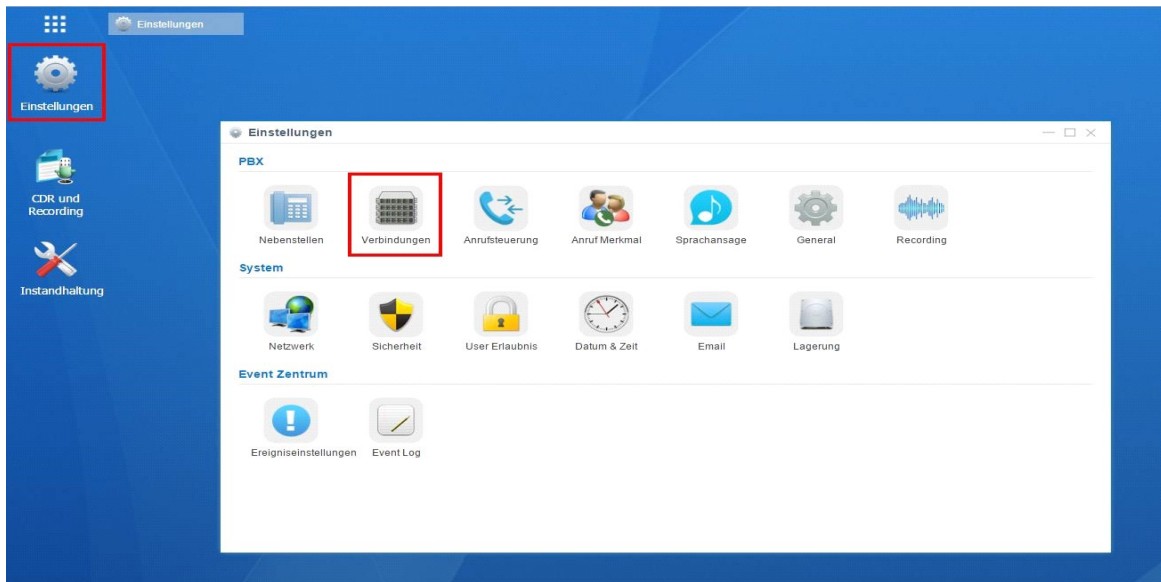 Einstellungen
Einstellungen
CDR und
Recording
Instandhaltung
Einstellungen
PBX
Nebenstellen
Verbindungen
Anrufsteuerung
Anruf Merkmal
Sprachansage
General
Recording
System
Netzwerk
Sicherheit
User Erlaubnis
Datum & Zeit
Email
Lagerung
Event Zentrum
Ereigniseinstellungen
Event Log